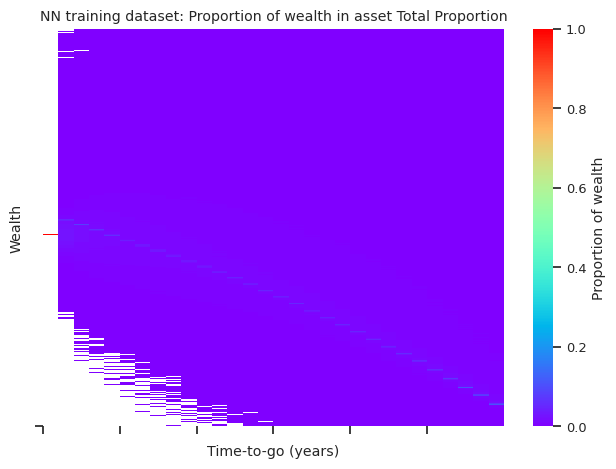 NN training dataset: Proportion of wealth in asset Total Proportion
Wealth
Time-to-go (years)
1.0
0.8
0.6
0.4
0.2
0.0
Proportion of wealth